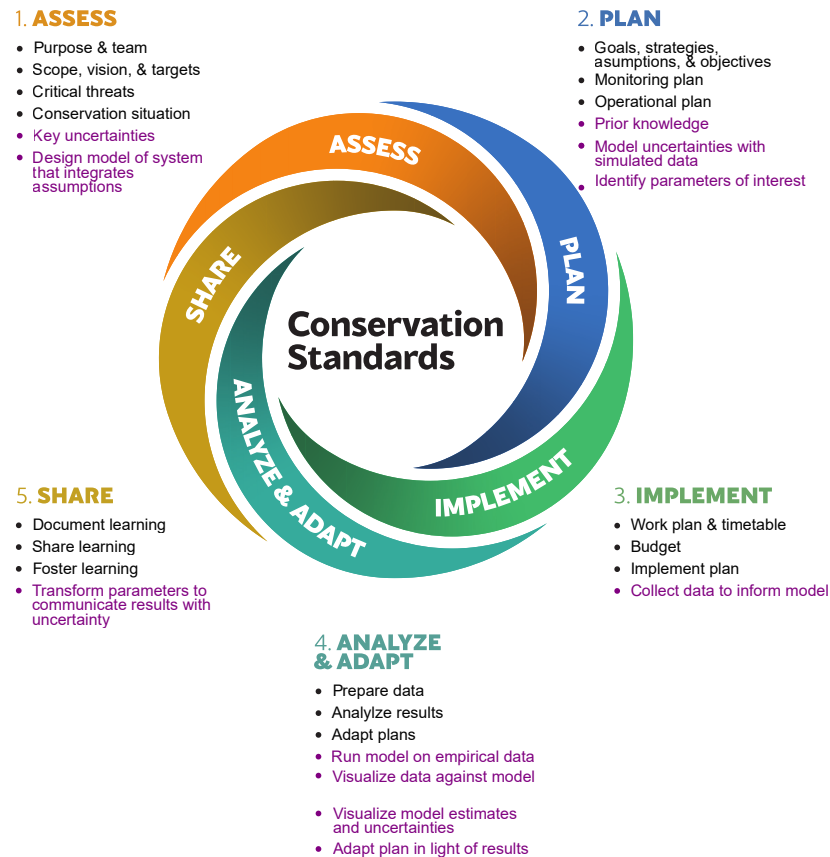 1. ASSESS
• Purpose & team
• Scope, vision, & targets
• Critical threats
• Conservation situation
• Key uncertainties
• Design model of system
that integrates
assumptions
2. PLAN
• Goals, strategies,
asumptions, & objectives
• Monitoring plan
• Operational plan
• Prior knowledge
• Model uncertainties with
simulated data
• Identify parameters of interest
ASSESS
PLAN
SHARE
Conservation
Standards
ANALYZE & ADAPT
IMPLEMENT
5. SHARE
• Document learning
• Share learning
• Foster learning
• Transform parameters to
communicate results with
uncertainty
3. IMPLEMENT
• Work plan & timetable
• Budget
• Implement plan
• Collect data to inform model
4. ANALYZE
& ADAPT
• Prepare data
• Analylze results
• Adapt plans
• Run model on empirical data
• Visualize data against model
• Visualize model estimates
and uncertainties
• Adapt plan in light of results